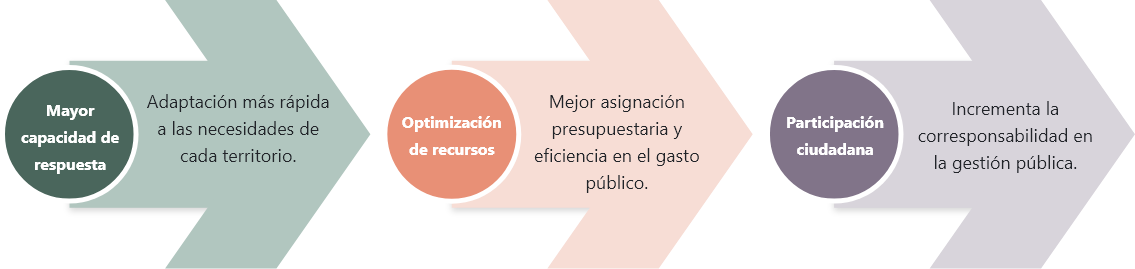 Mayor
capacidad de
respuesta
Adaptación más rápida
a las necesidades de
cada territorio.
Optimización
de recursos
Mejor asignación
presupuestaria y
eficiencia en el gasto
público.
Participación
ciudadana
Incrementa la
corresponsabilidad en
la gestión pública.